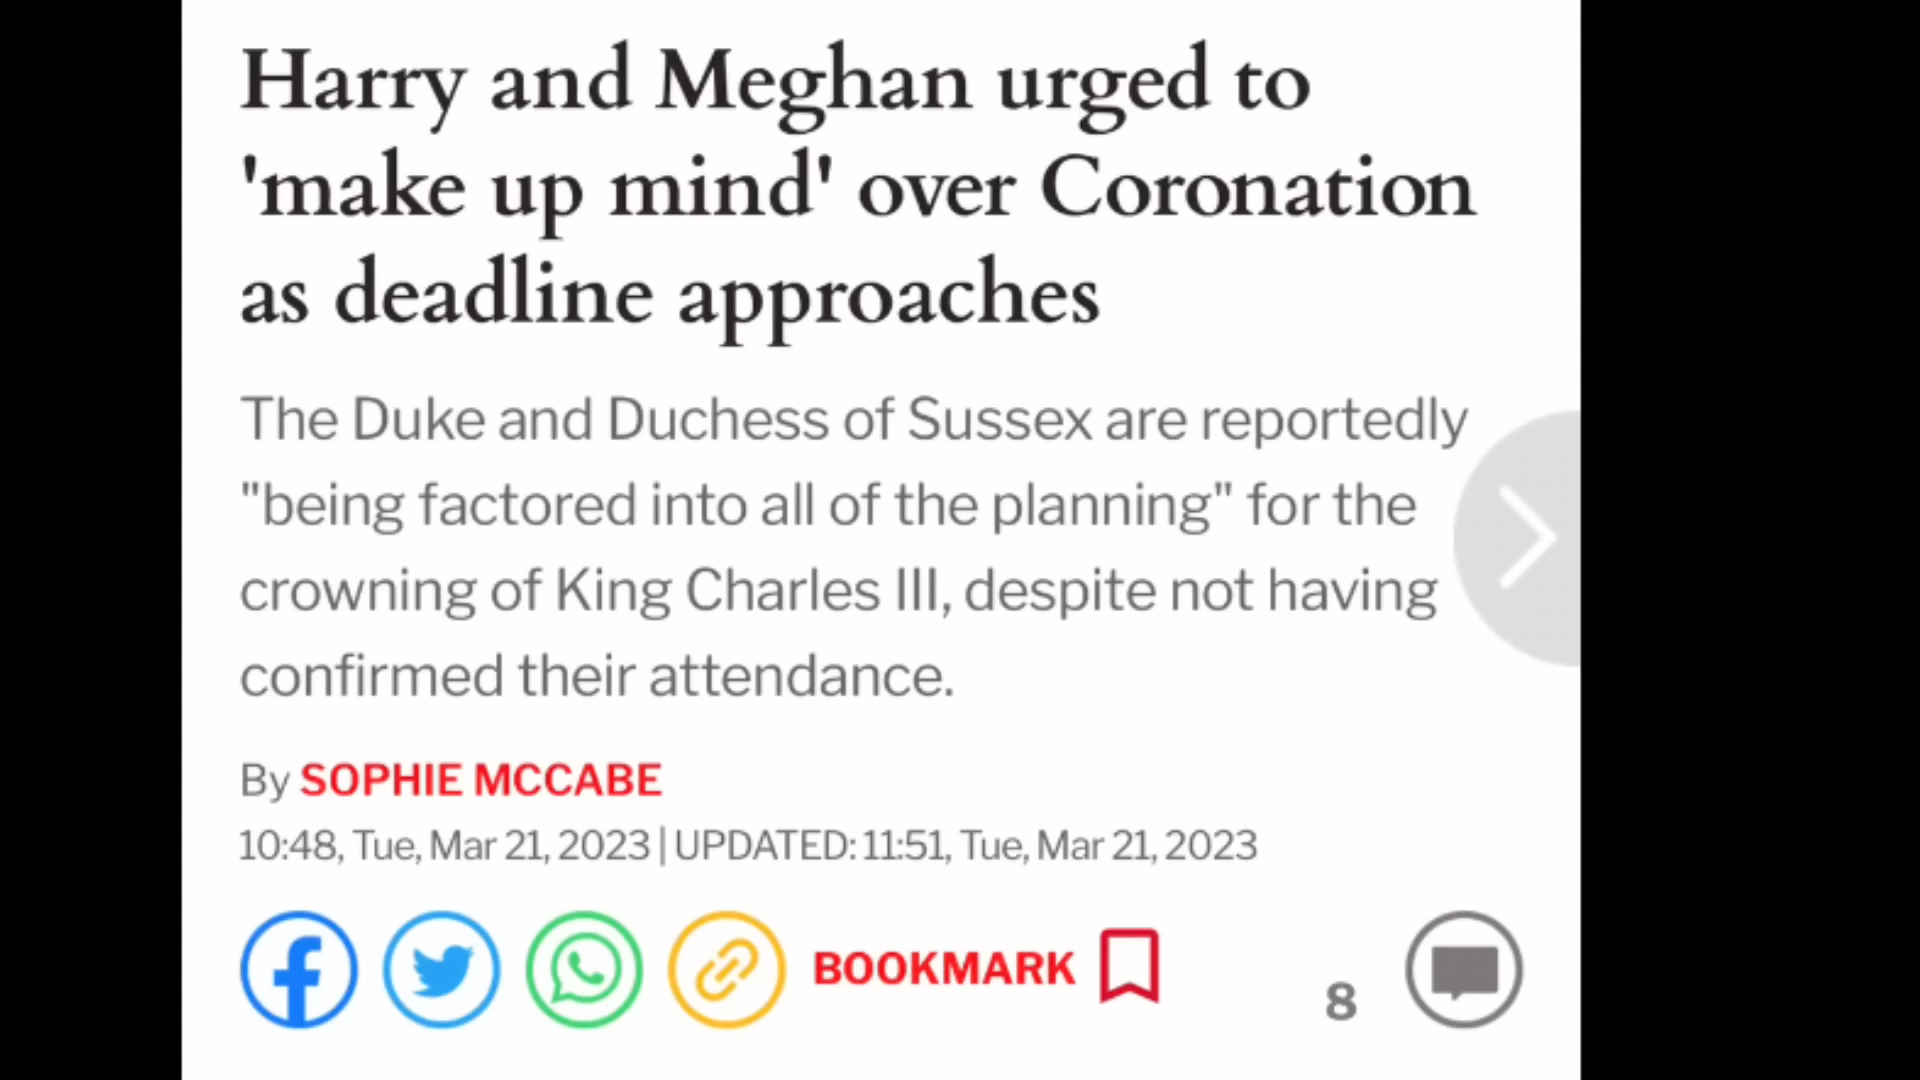 Harry and Meghan urged to
'make up mind' over Coronation
as deadline approaches
The Duke and Duchess of Sussex are reportedly
"being factored into all of the planning" for the
crowning of King Charles III, despite not having
confirmed their attendance.
By SOPHIE MCCABE
10:48, Tue, Mar 21, 2023 | UPDATED: 11:51, Tue, Mar 21, 2023
BOOKMARK
8